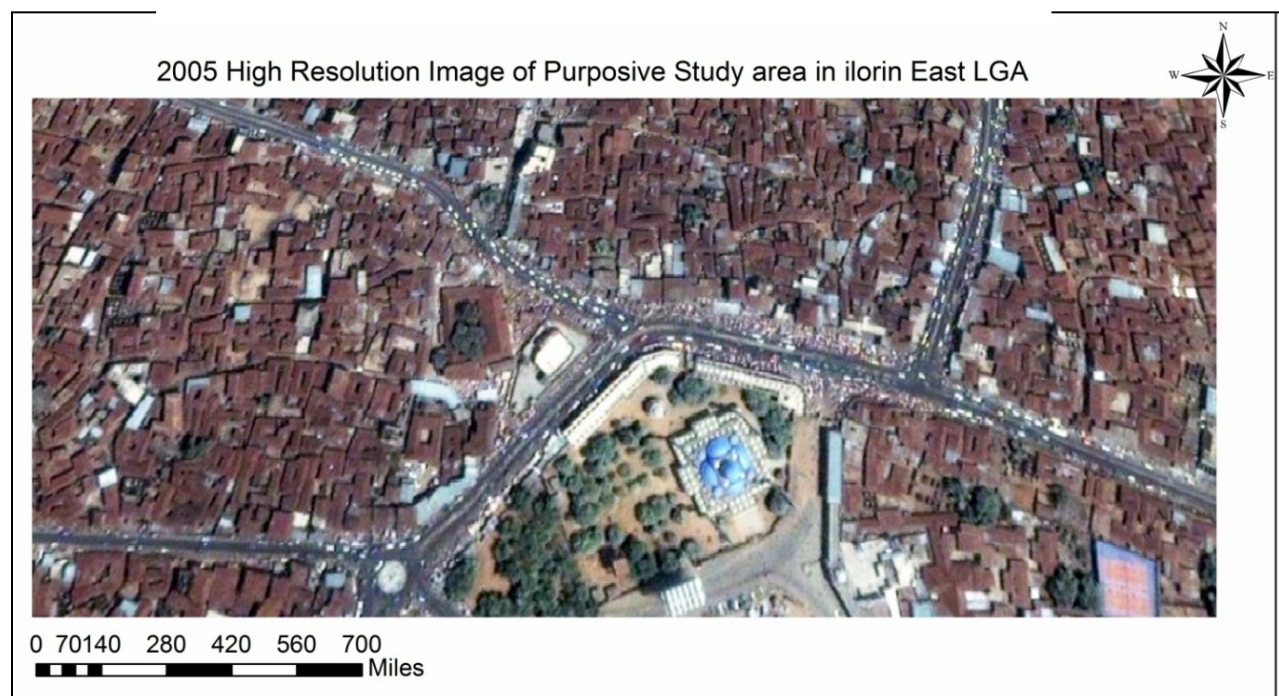 2005 High Resolution Image of Purposive Study area in ilorin East LGA
N
W E
S
0 70140 280 420 560 700
Miles